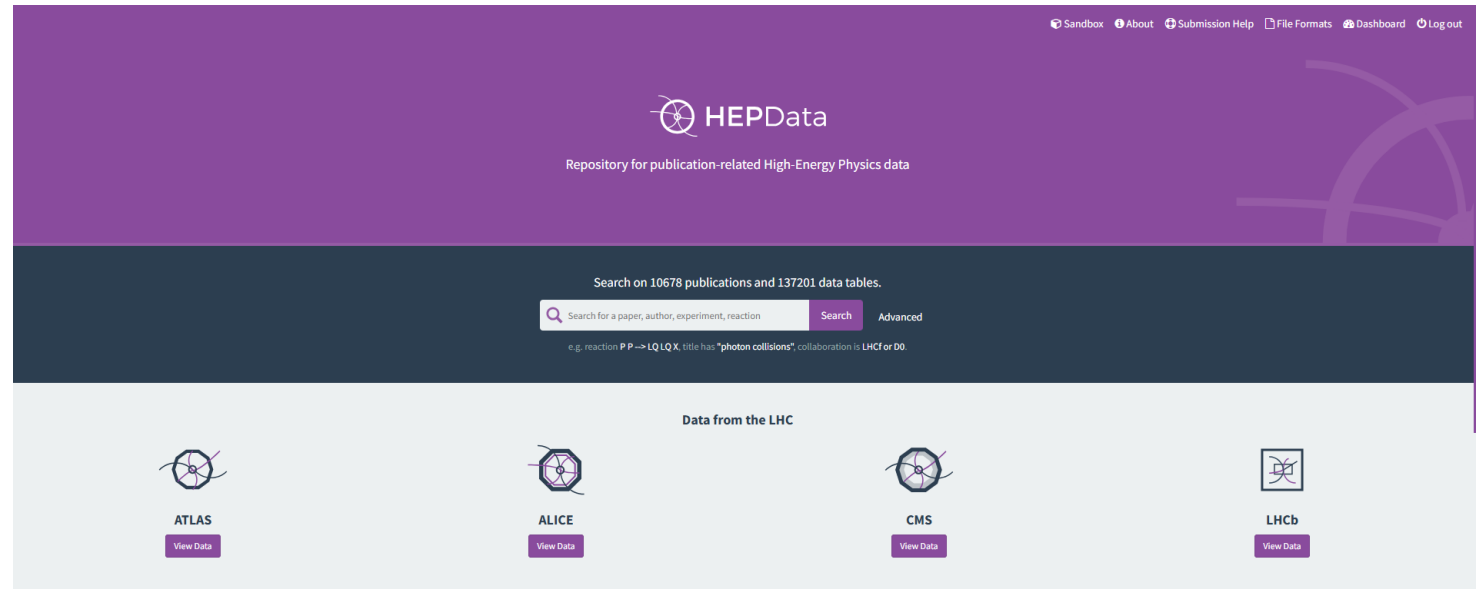 Sandbox About Submission Help File Formats Dashboard Log out
HEPData
Repository for publication-related High-Energy Physics data
Search on 10678 publications and 137201 data tables.
Search for a paper, author, experiment, reaction Search Advanced
e.g. reaction P P --> LQ LQ X, title has "photon collisions", collaboration is LHCf or D0.
Data from the LHC
ATLAS ALICE CMS LHCb
View Data View Data View Data View Data